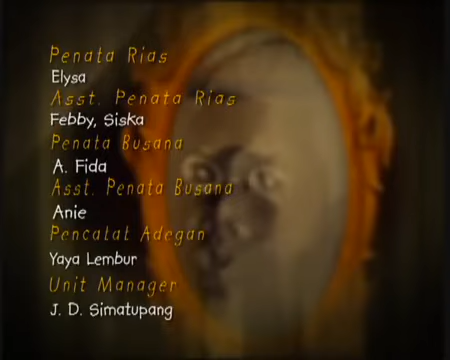 Penata Rias
Elysa
Asst. Penata Rias
Febby, Siska
Penata Busana
A. Fida
Asst. Penata Busana
Anie
Pencatat Adegan
Yaya Lembur
Unit Manager
J. D. Simatupang